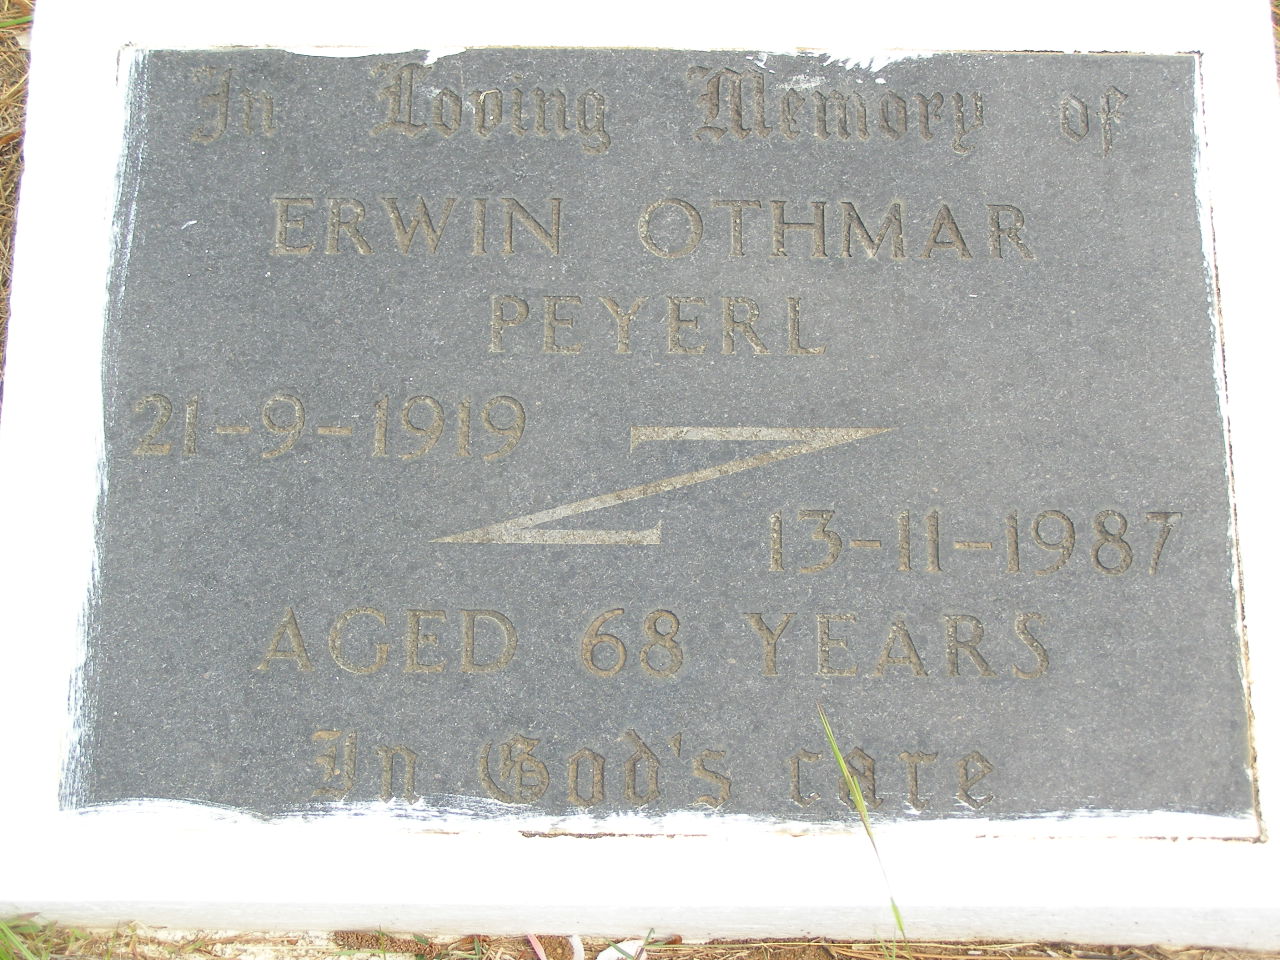 In Loving Memory of
ERWIN OTHMAR
PEYERL
21-9-1919
13-11-1987
AGED 68 YEARS
In God's care